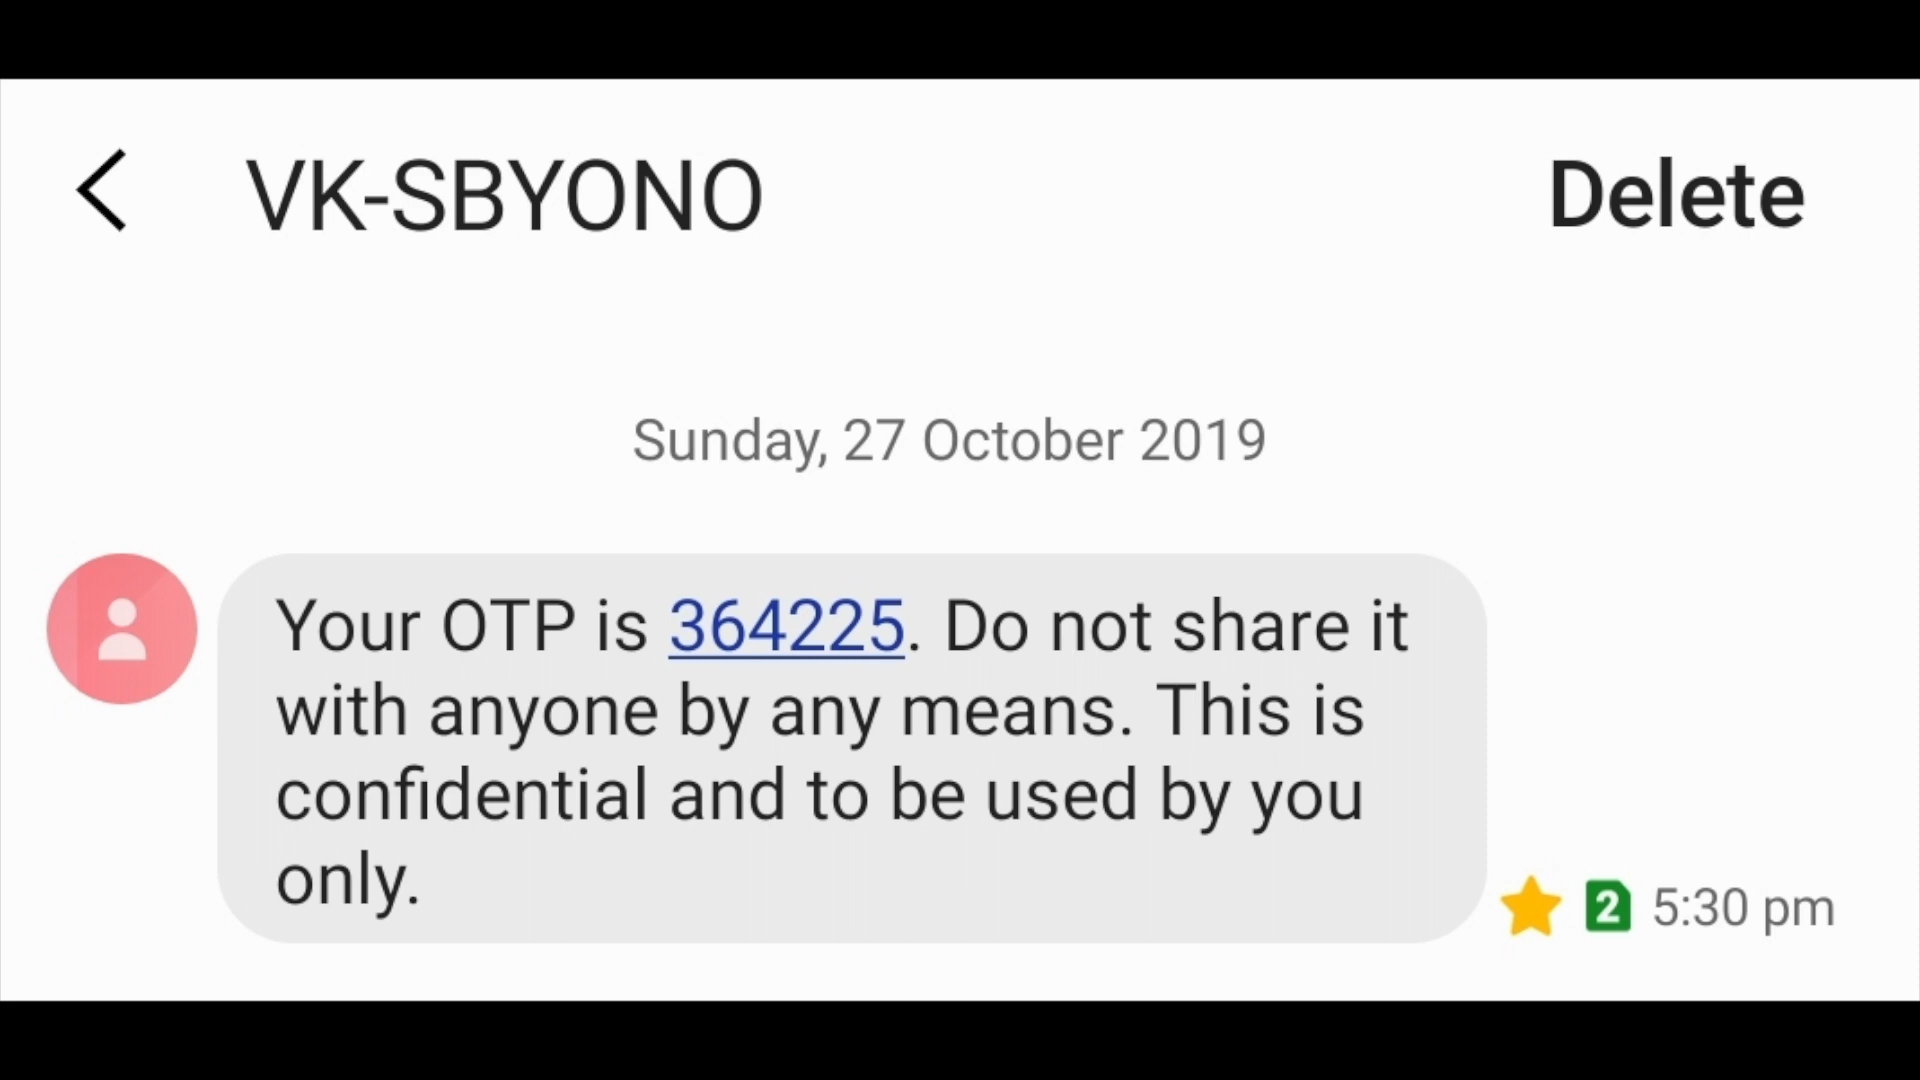 VK-SBYONO
Delete
Sunday, 27 October 2019
Your OTP is 364225. Do not share it
with anyone by any means. This is
confidential and to be used by you
only.
2 5:30 pm